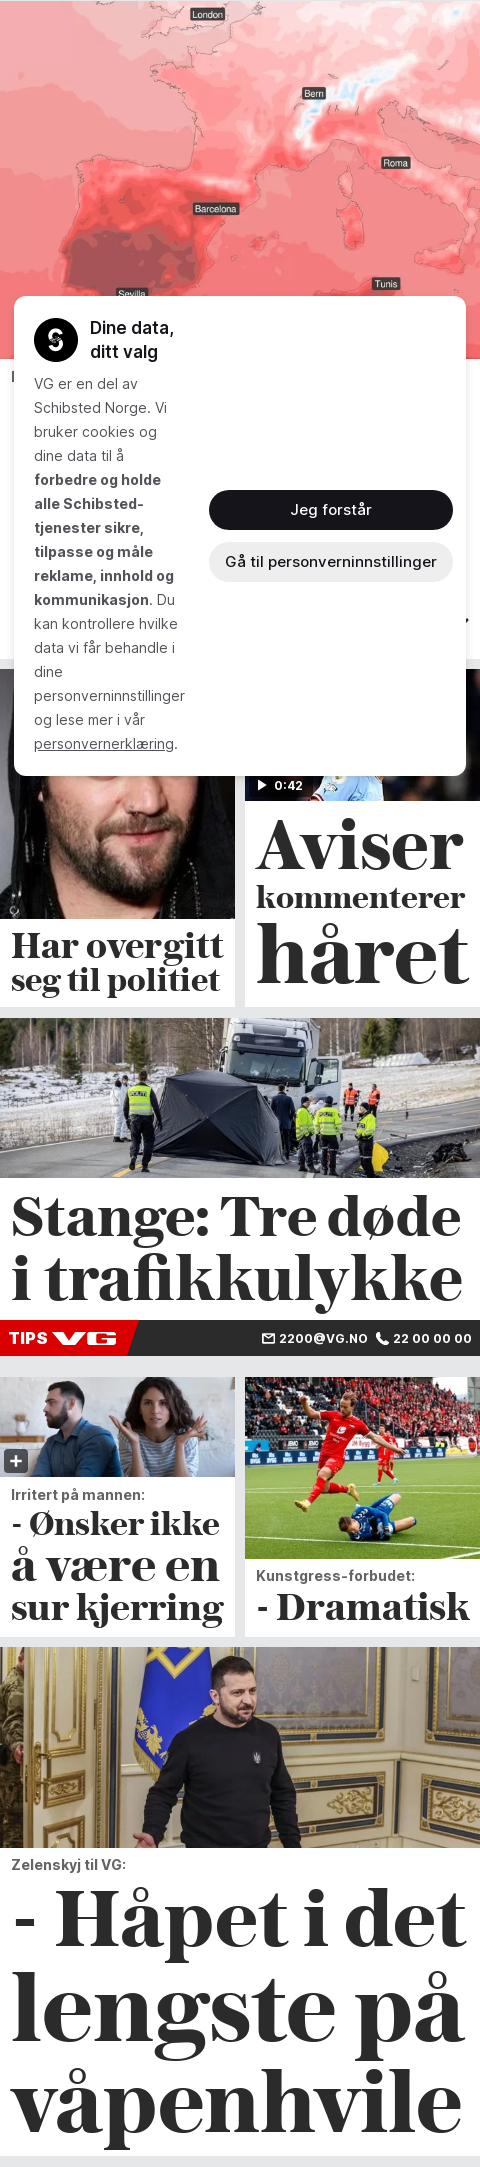 London
Bern
Roma
Barcelona
Tunis
Sevilla
Dine data,
ditt valg
VG er en del av
Schibsted Norge. Vi
bruker cookies og
dine data til å
forbedre og holde
alle Schibsted-
tjenester sikre,
tilpasse og måle
reklame, innhold og
kommunikasjon. Du
kan kontrollere hvilke
data vi får behandle i
dine
personverninnstillinger
og lese mer i vår
personvernerklæring.
Jeg forstår
Gå til personverninnstillinger
0:42
Har overgitt
seg til politiet
Aviser
kommenterer
håret
Stange: Tre døde
i trafikkulykke
TIPS VG
2200@VG.NO 22 00 00 00
Irritert på mannen:
- Ønsker ikke
å være en
sur kjerring
Kunstgress-forbudet:
- Dramatisk
Zelenskyj til VG:
- Håpet i det
lengste på
våpenhvile